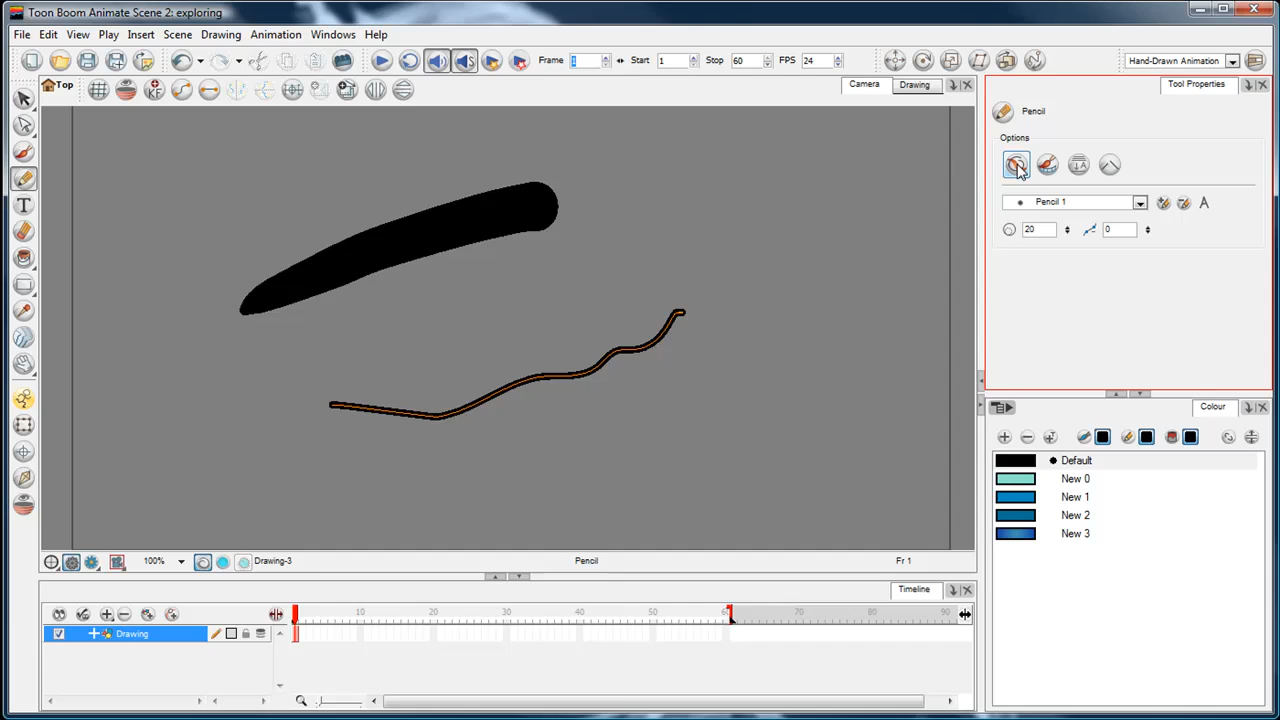 Toon Boom Animate Scene 2: exploring
File Edit View Play Insert Scene Drawing Animation Windows Help
Frame 1 Start 1 Stop 60 FPS 24 Hand-Drawn Animation
Top Camera Drawing Tool Properties
Pencil
Options
Pencil 1
20 0
Colour
Default
New 0
New 1
New 2
New 3
100% Drawing-3 Pencil Fr 1
Timeline
10 20 30 40 50 60 70 80 90
Drawing